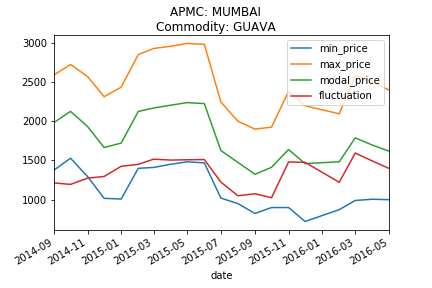 APMC: MUMBAI
Commodity: GUAVA
3000
2500
2000
1500
1000
min_price
max_price
modal_price
fluctuation
2014-09
2014-11
2015-01
2015-03
2015-05
2015-07
2015-09
2015-11
2016-01
2016-03
2016-05
date